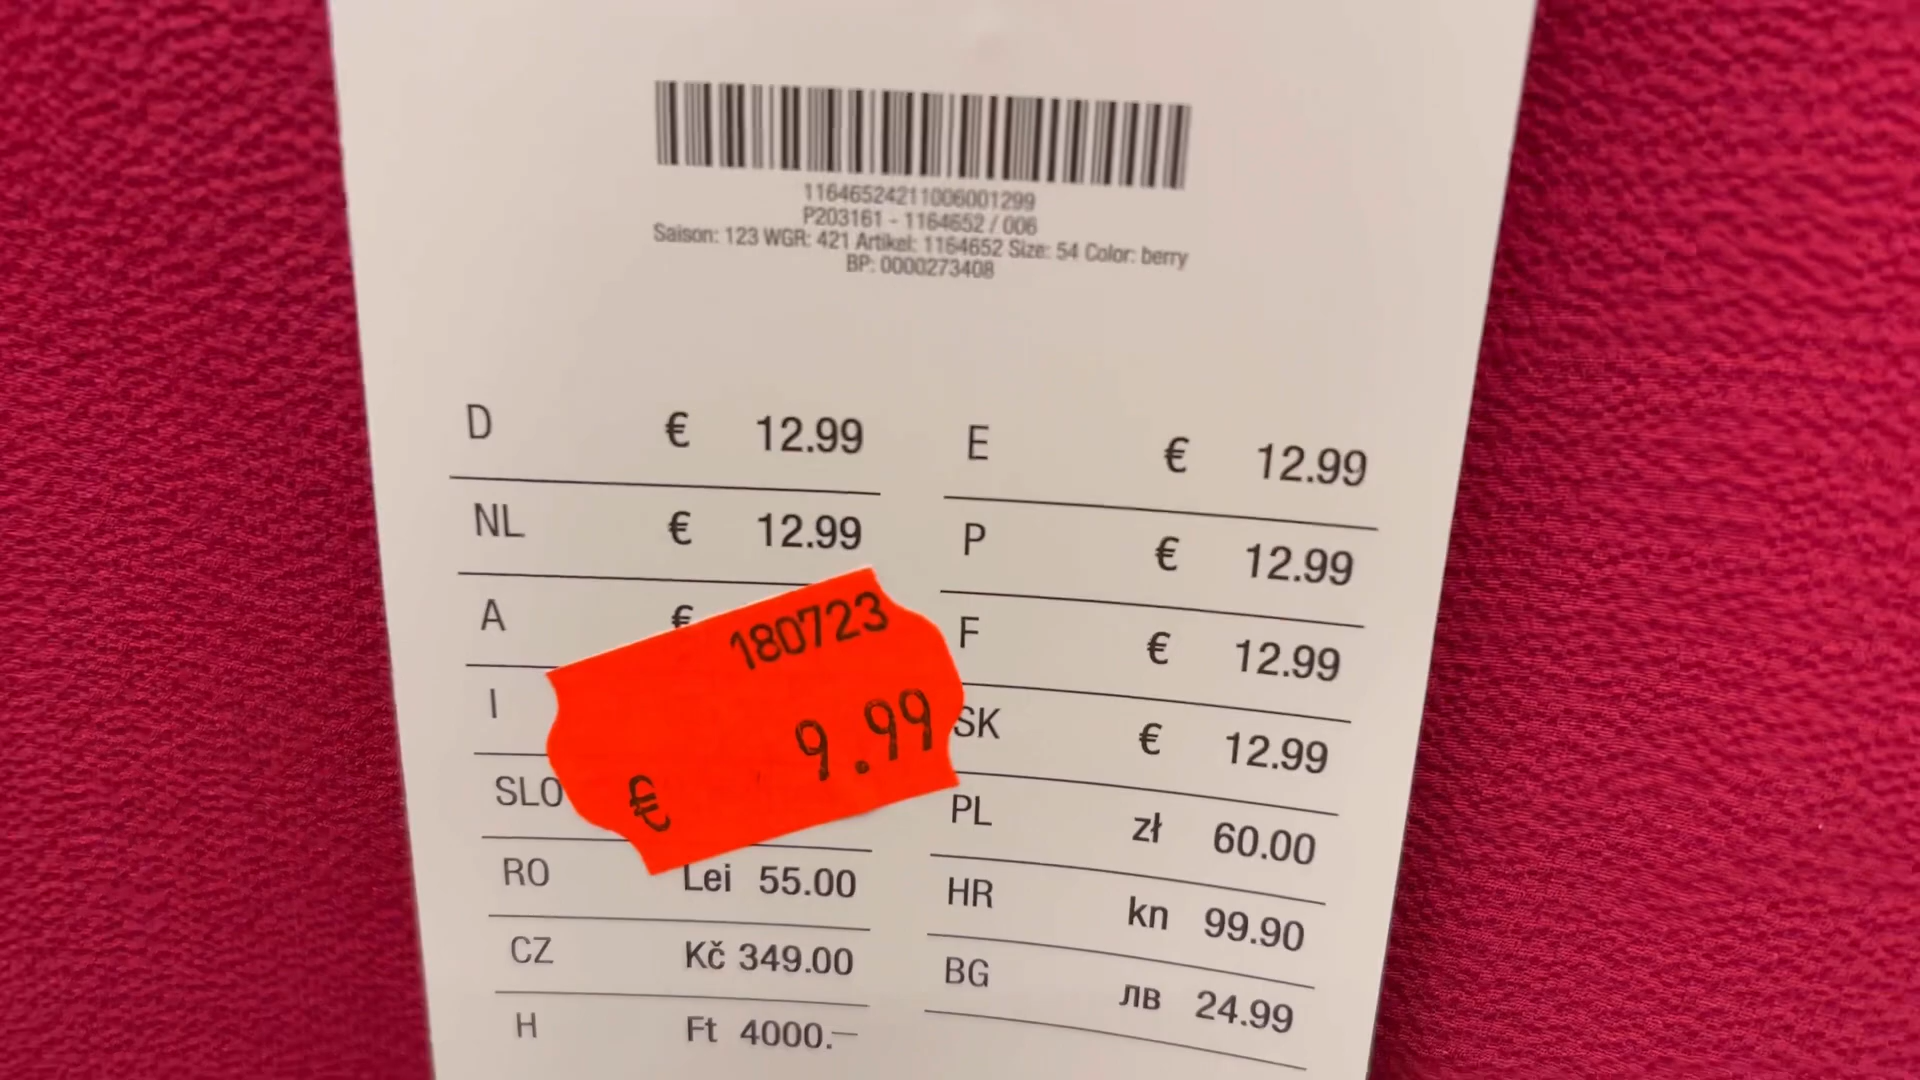 11646524211006001299
P203161 - 1164652 / 006
Saison: 123 WGR: 421 Artikel: 1164652 Size: 54 Color: berry
BP: 0000273408
D € 12.99
NL € 12.99
A €
I
SLO
RO Lei 55.00
CZ Kč 349.00
H Ft 4000.—
180723
€ 9.99
E € 12.99
P € 12.99
F € 12.99
SK € 12.99
PL zł 60.00
HR kn 99.90
BG лв 24.99